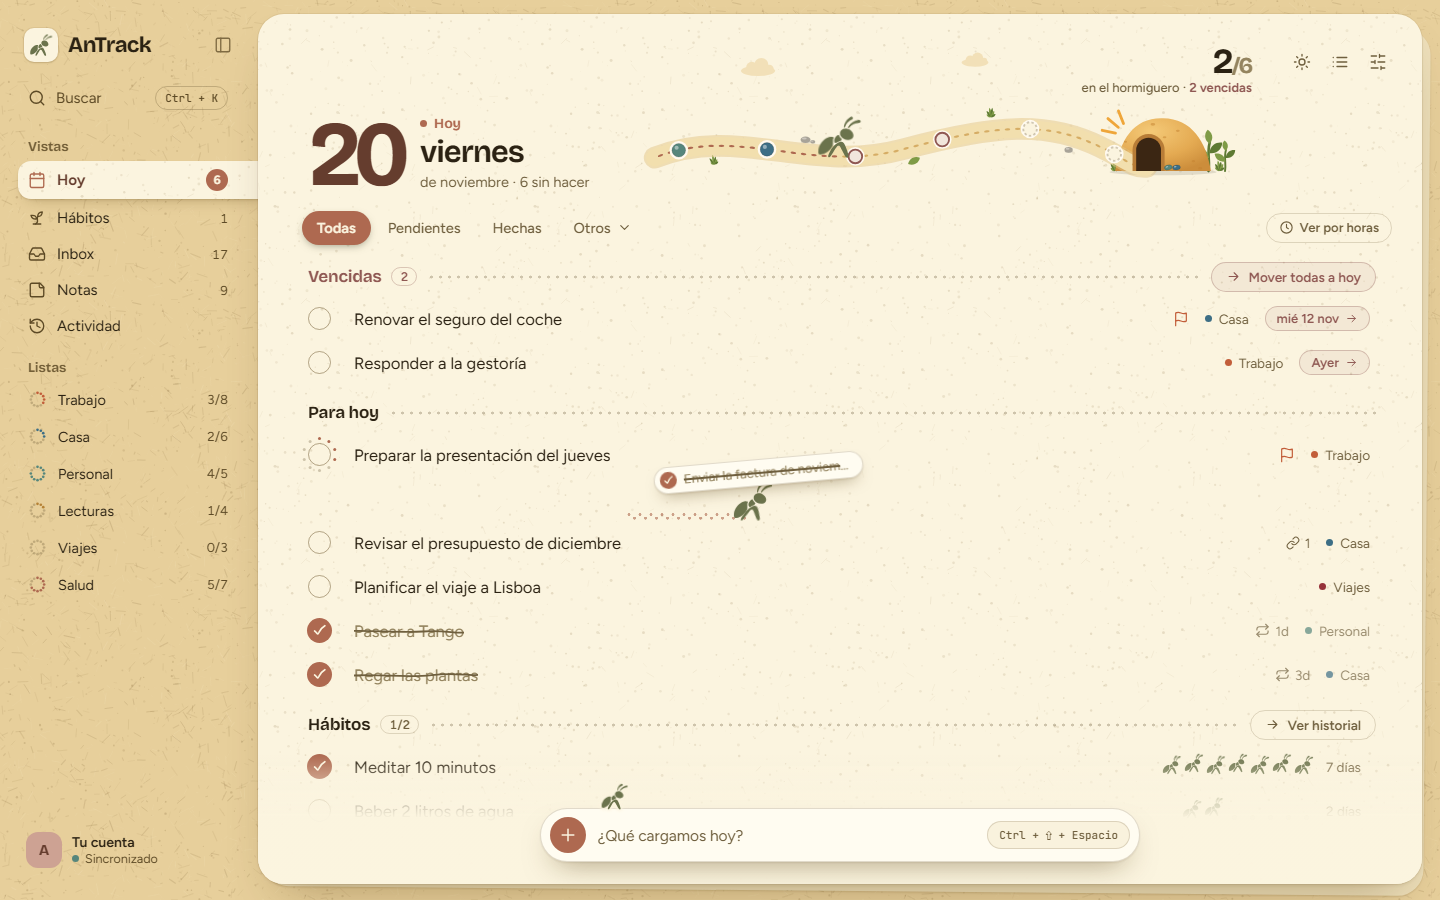 AnTrack
Buscar
Ctrl + K
Vistas
Hoy 6
Hábitos 1
Inbox 17
Notas 9
Actividad
Listas
Trabajo 3/8
Casa 2/6
Personal 4/5
Lecturas 1/4
Viajes 0/3
Salud 5/7
A
Tu cuenta
Sincronizado
2/6
en el hormiguero · 2 vencidas
20
Hoy
viernes
de noviembre · 6 sin hacer
Todas Pendientes Hechas Otros
Ver por horas
Vencidas 2
Mover todas a hoy
Renovar el seguro del coche Casa mié 12 nov
Responder a la gestoría Trabajo Ayer
Para hoy
Preparar la presentación del jueves Trabajo
Enviar la factura de noviem...
Revisar el presupuesto de diciembre 1 Casa
Planificar el viaje a Lisboa Viajes
Pasear a Tango 1d Personal
Regar las plantas 3d Casa
Hábitos 1/2
Ver historial
Meditar 10 minutos 7 días
Beber 2 litros de agua 2 días
¿Qué cargamos hoy?
Ctrl + ⇧ + Espacio